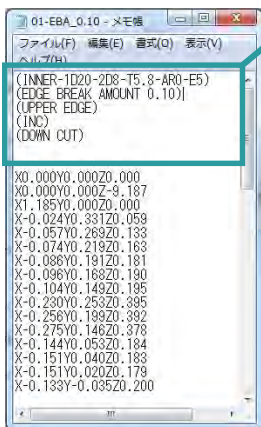 01-EBA_0.10 - メモ帳
ファイル(F) 編集(E) 書式(O) 表示(V)
ヘルプ(H)
(INNER-1D20-2D8-T5.8-AR0-E5)
(EDGE BREAK AMOUNT 0.10)
(UPPER EDGE)
(INC)
(DOWN CUT)
X0.000Y0.000Z0.000
X0.000Y0.000Z-9.187
X1.185Y0.000Z0.000
X-0.024Y0.331Z0.059
X-0.057Y0.269Z0.133
X-0.074Y0.219Z0.163
X-0.086Y0.191Z0.181
X-0.096Y0.168Z0.190
X-0.104Y0.149Z0.195
X-0.230Y0.253Z0.395
X-0.256Y0.199Z0.392
X-0.275Y0.146Z0.378
X-0.144Y0.053Z0.184
X-0.151Y0.040Z0.183
X-0.151Y0.020Z0.179
X-0.133Y-0.035Z0.200